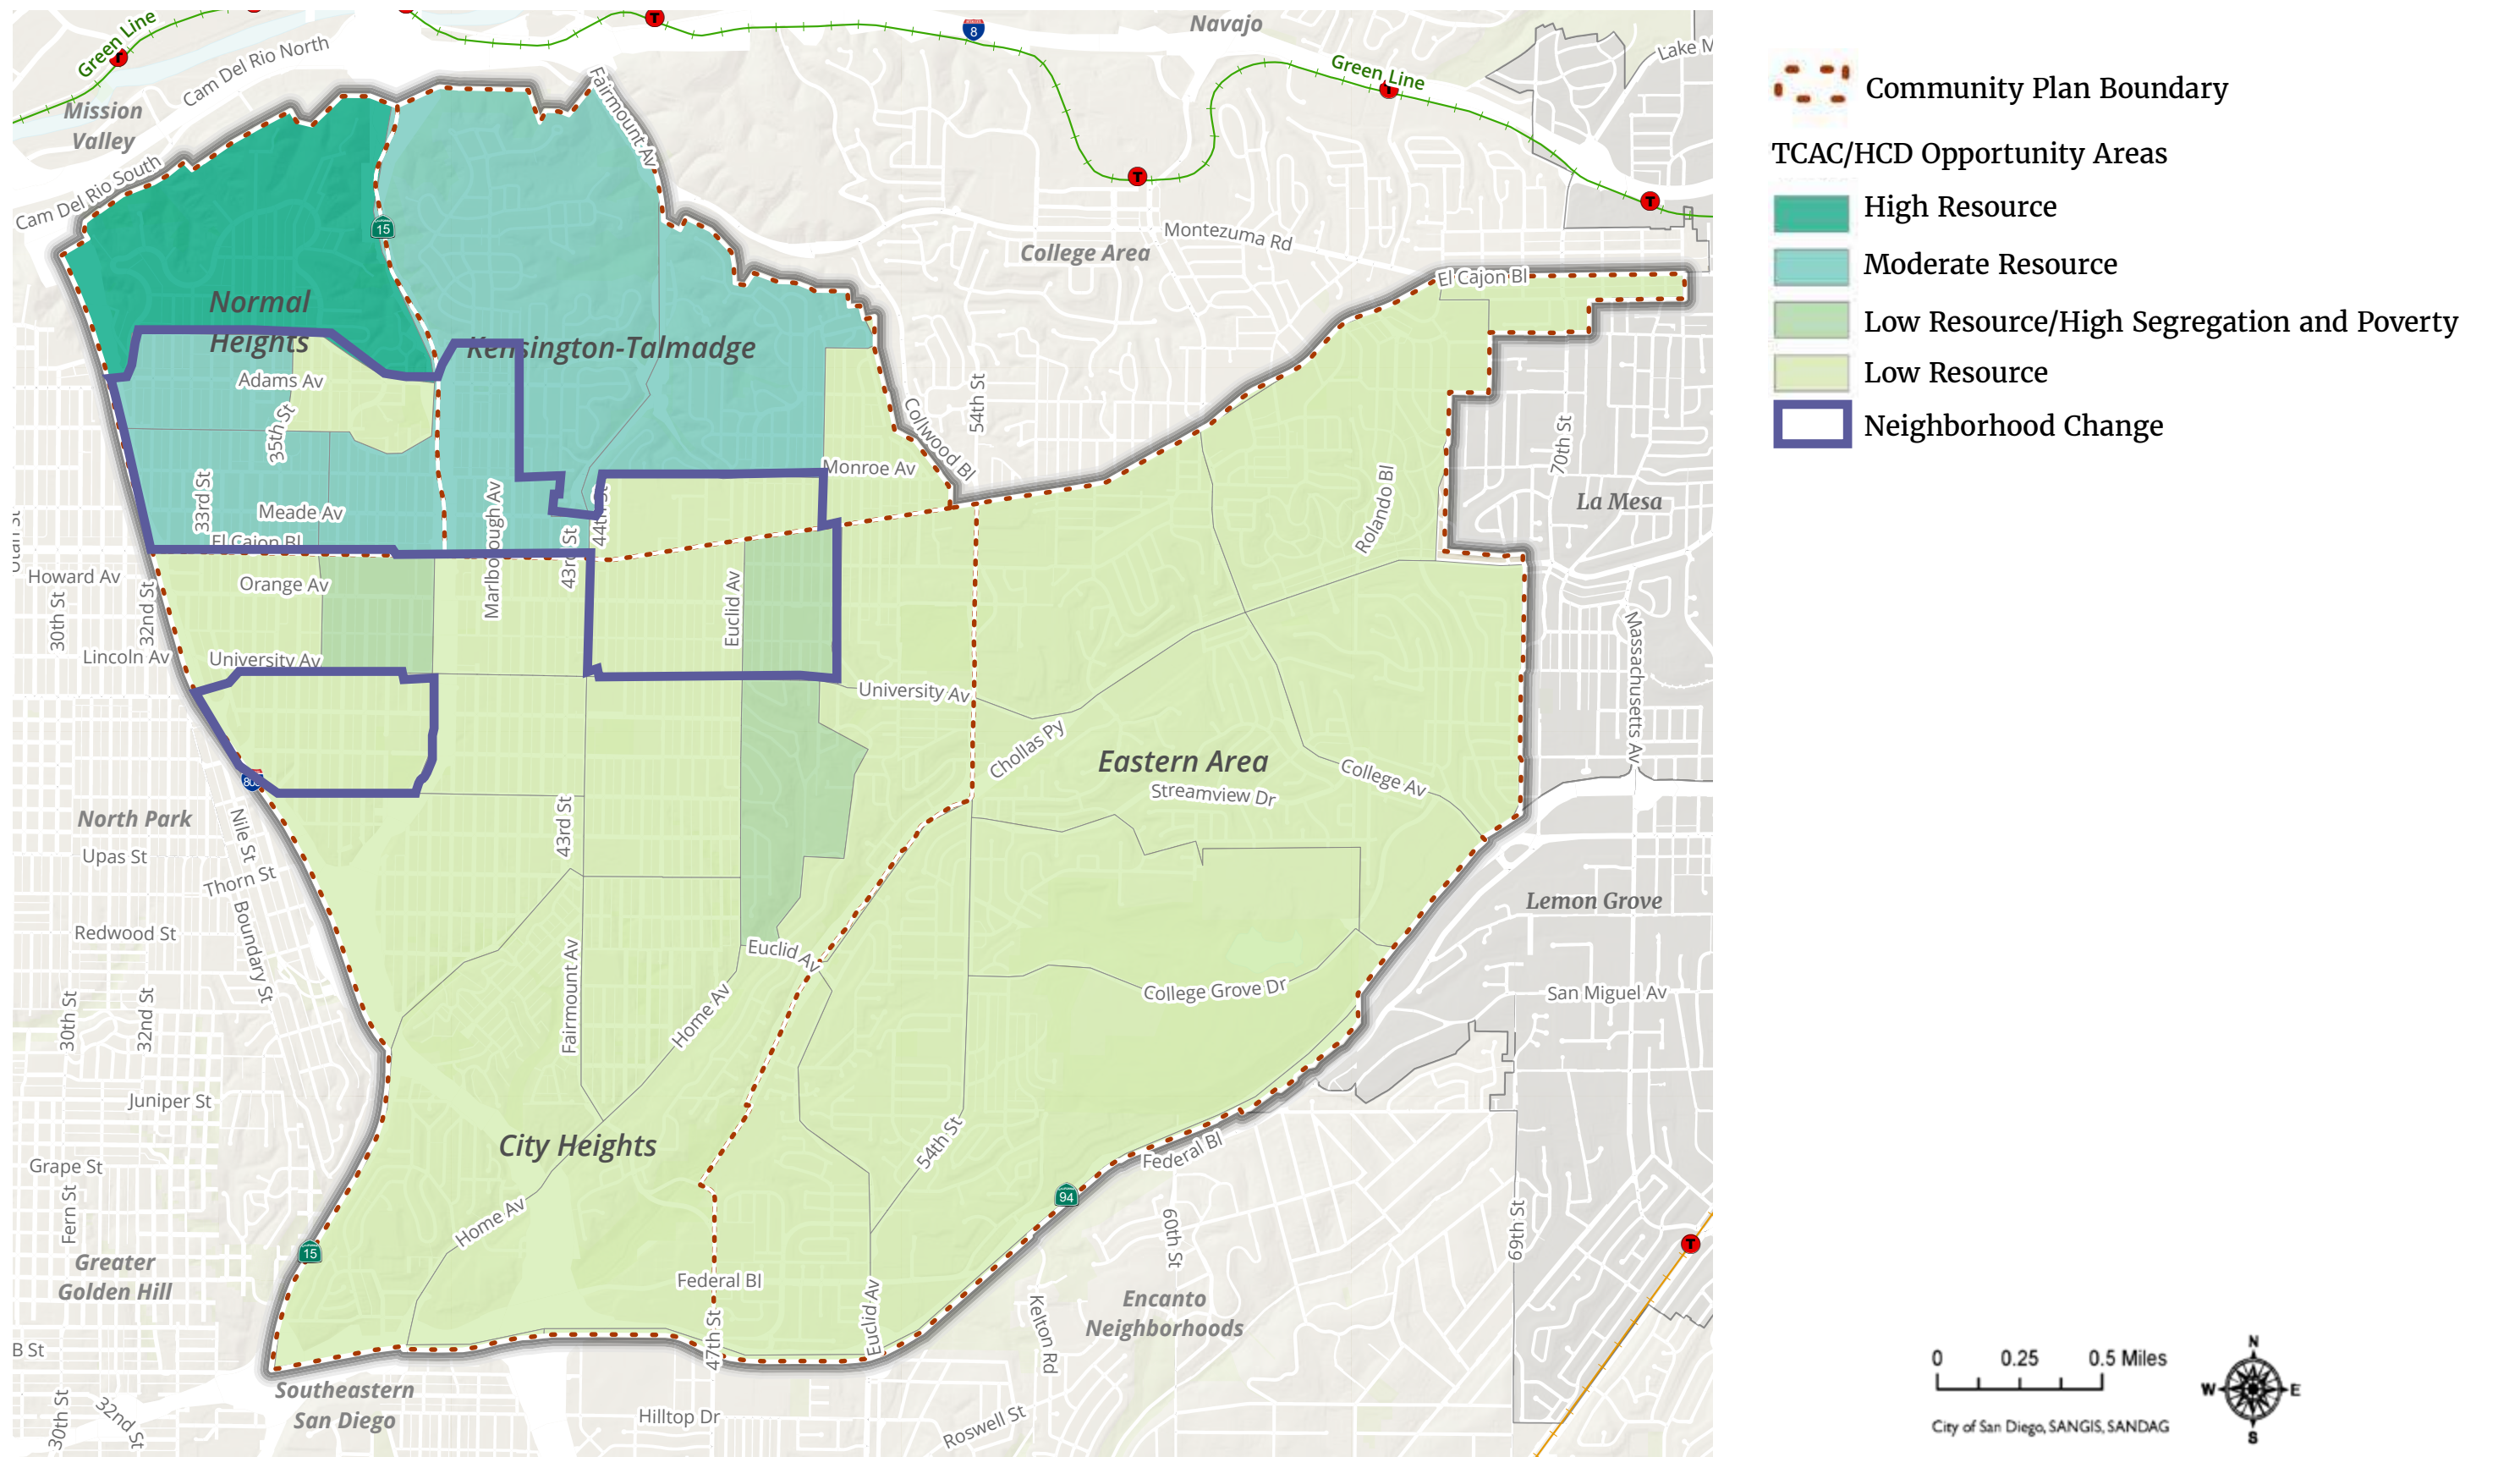 Green Line
Cam Del Rio North
Mission
Valley
Cam Del Rio South
Fairmount Av
8
Navajo
Green Line
Lake M
15
College Area
Montezuma Rd
El Cajon Bl
Normal
Heights
Kensington-Talmadge
Adams Av
35th St
33rd St
Meade Av
El Cajon Bl
Marlborough Av
43rd St
44th St
Monroe Av
Collwood Bl
54th St
Rolando Bl
70th St
La Mesa
Utah St
Howard Av
30th St
32nd St
Lincoln Av
Orange Av
University Av
Euclid Av
University Av
Chollas Py
Eastern Area
Streamview Dr
College Av
Massachusetts Av
805
North Park
Nile St
Upas St
Thorn St
Boundary St
Redwood St
43rd St
Fairmount Av
Euclid Av
Home Av
Lemon Grove
College Grove Dr
San Miguel Av
30th St
32nd St
Juniper St
City Heights
54th St
Federal Bl
Grape St
Fern St
Home Av
94
60th St
69th St
15
Greater
Golden Hill
Federal Bl
47th St
Euclid Av
Kelton Rd
Encanto
Neighborhoods
B St
30th St
32nd St
Southeastern
San Diego
Hilltop Dr
Roswell St
T
T
T
T
T
T
Community Plan Boundary
TCAC/HCD Opportunity Areas
High Resource
Moderate Resource
Low Resource/High Segregation and Poverty
Low Resource
Neighborhood Change
0 0.25 0.5 Miles
City of San Diego, SANGIS, SANDAG
N
W E
S